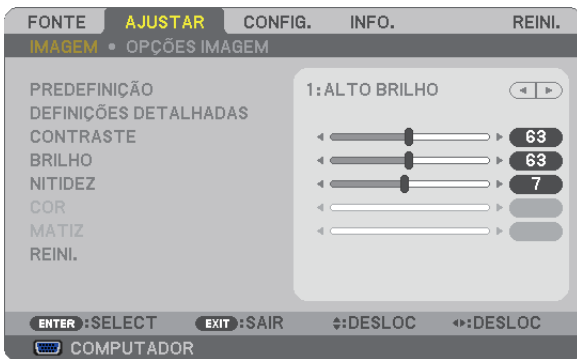 FONTE AJUSTAR CONFIG. INFO. REINI.
IMAGEM • OPÇÕES IMAGEM
PREDEFINIÇÃO 1:ALTO BRILHO
DEFINIÇÕES DETALHADAS
CONTRASTE 63
BRILHO 63
NITIDEZ 7
COR
MATIZ
REINI.
ENTER :SELECT EXIT :SAIR :DESLOC :DESLOC
COMPUTADOR